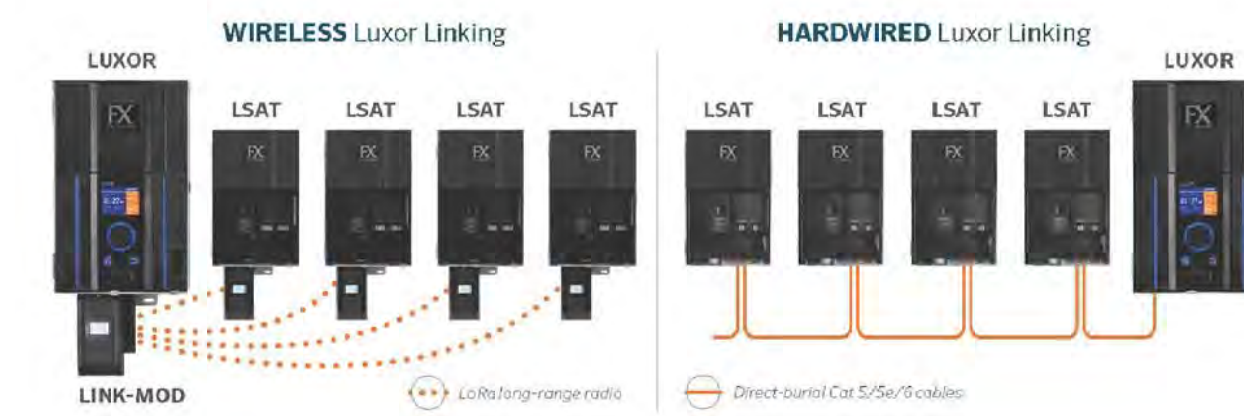 WIRELESS Luxor Linking
LUXOR
LSAT
LSAT
LSAT
LSAT
FX
FX
FX
FX
FX
LINK-MOD
LoRa long-range radio
HARDWIRED Luxor Linking
LUXOR
LSAT
LSAT
LSAT
LSAT
FX
FX
FX
FX
FX
Direct-burial Cat 5/5e/6 cables